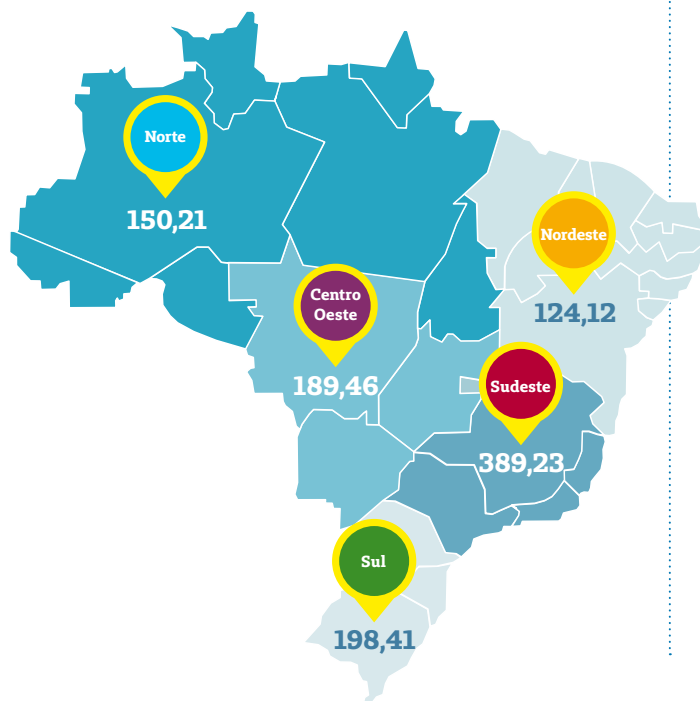 Norte
150,21
Nordeste
124,12
Centro
Oeste
189,46
Sudeste
389,23
Sul
198,41